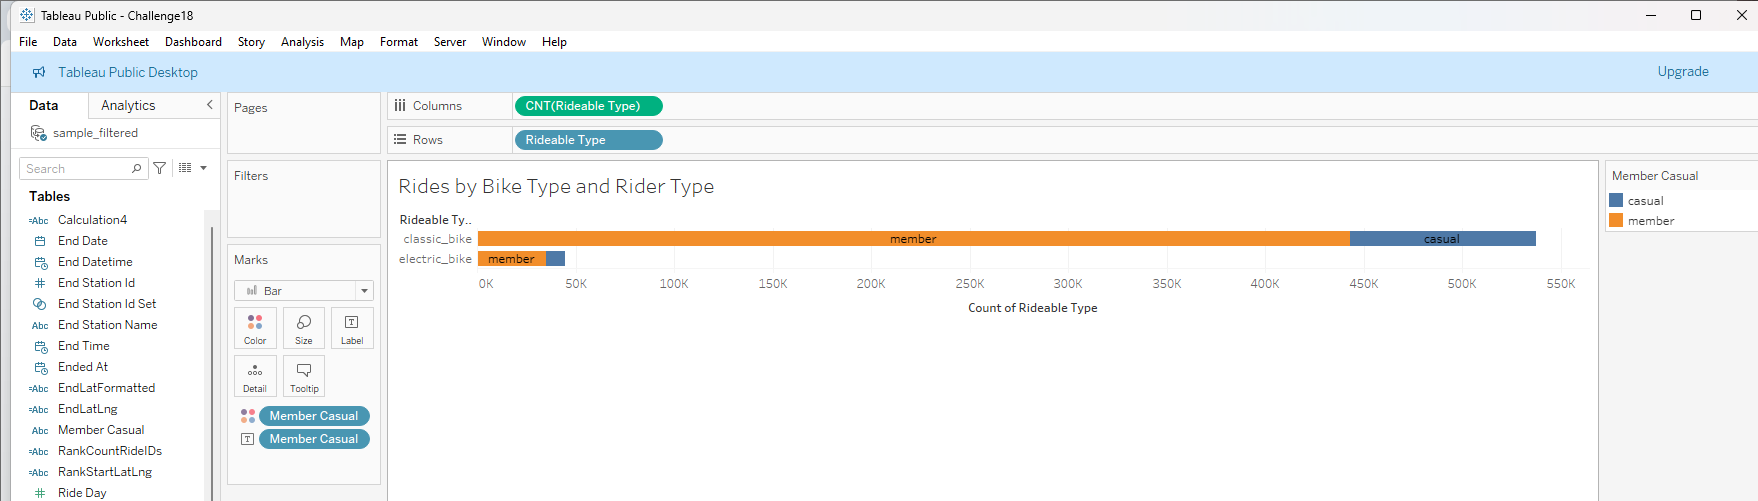 Tableau Public - Challenge18
File Data Worksheet Dashboard Story Analysis Map Format Server Window Help
Tableau Public Desktop
Upgrade
Data Analytics
sample_filtered
Search
Tables
Calculation4
End Date
End Datetime
End Station Id
End Station Id Set
End Station Name
End Time
Ended At
EndLatFormatted
EndLatLng
Member Casual
RankCountRideIDs
RankStartLatLng
Ride Day
Pages
Filters
Marks
Bar
Color Size Label
Detail Tooltip
Member Casual
Member Casual
Columns CNT(Rideable Type)
Rows Rideable Type
Rides by Bike Type and Rider Type
Rideable Ty..
classic_bike member casual
electric_bike member
0K 50K 100K 150K 200K 250K 300K 350K 400K 450K 500K 550K
Count of Rideable Type
Member Casual
casual
member